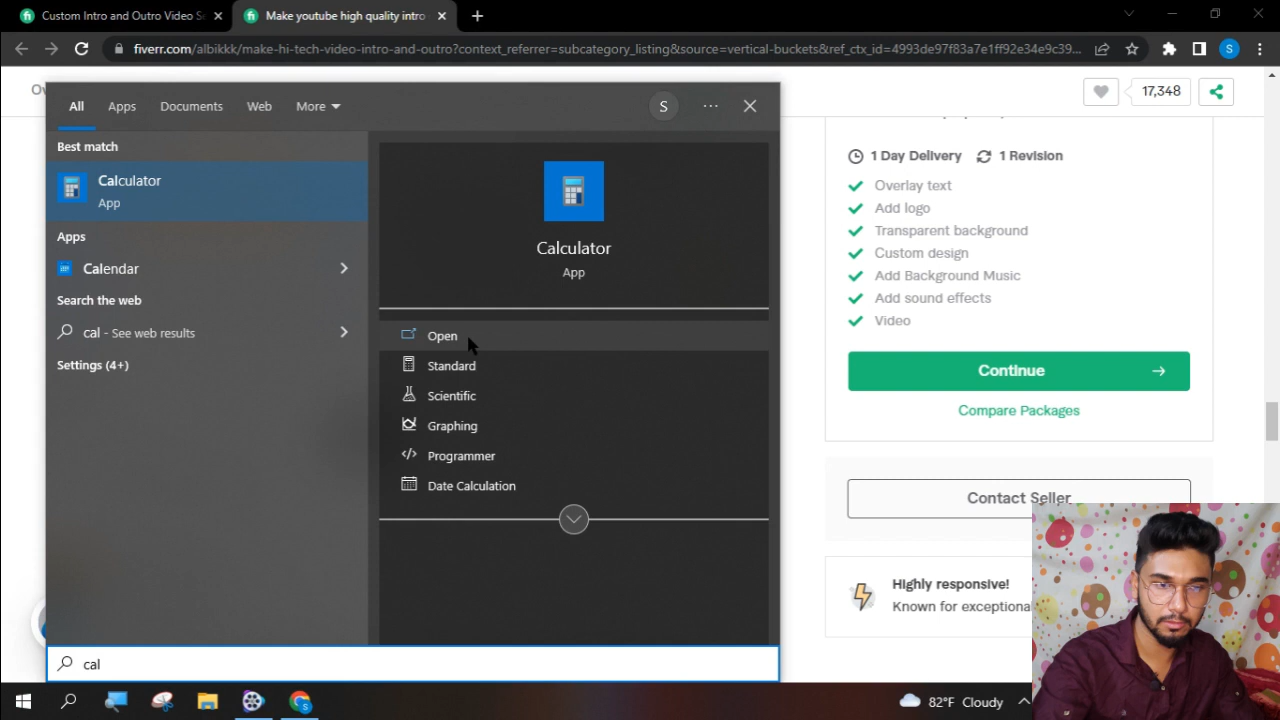 Custom Intro and Outro Video Se
Make youtube high quality intro
fiverr.com/albikkk/make-hi-tech-video-intro-and-outro?context_referrer=subcategory_listing&source=vertical-buckets&ref_ctx_id=4993de97f83a7e1ff92e34e9c39...
S
Ov
17,348
All
Apps
Documents
Web
More
S
Best match
Calculator
App
Apps
Calendar
Search the web
cal - See web results
Settings (4+)
Calculator
App
Open
Standard
Scientific
Graphing
Programmer
Date Calculation
1 Day Delivery
1 Revision
Overlay text
Add logo
Transparent background
Custom design
Add Background Music
Add sound effects
Video
Continue
Compare Packages
Contact Seller
Highly responsive!
Known for exceptiona
cal
82°F Cloudy